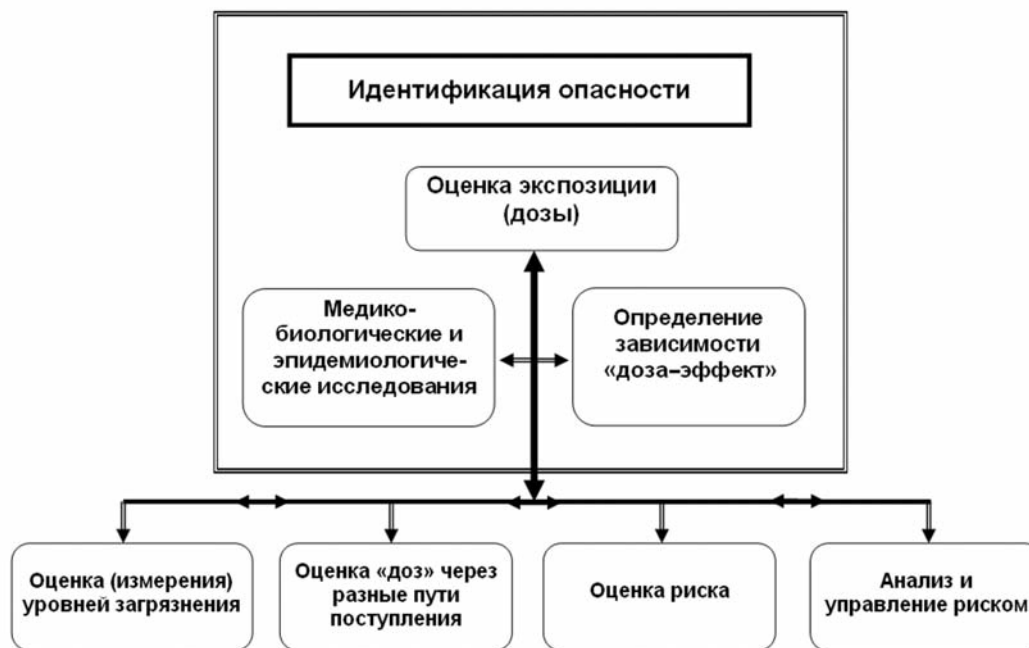 Идентификация опасности
Оценка экспозиции
(дозы)
Медико-
биологические и
эпидемиологиче-
ские исследования
Определение
зависимости
«доза–эффект»
Оценка (измерения)
уровней загрязнения
Оценка «доз» через
разные пути
поступления
Оценка риска
Анализ и
управление риском